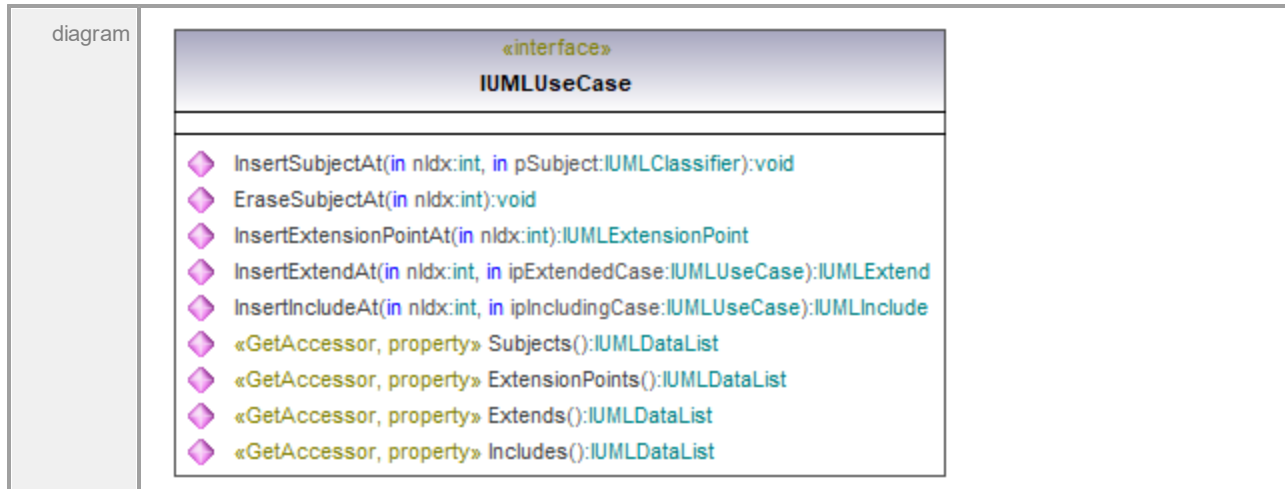 diagram
«interface»
IUMLUseCase
InsertSubjectAt(in nIdx:int, in pSubject:IUMLClassifier):void
EraseSubjectAt(in nIdx:int):void
InsertExtensionPointAt(in nIdx:int):IUMLExtensionPoint
InsertExtendAt(in nIdx:int, in ipExtendedCase:IUMLUseCase):IUMLExtend
InsertIncludeAt(in nIdx:int, in ipIncludingCase:IUMLUseCase):IUMLInclude
«GetAccessor, property» Subjects():IUMLDataList
«GetAccessor, property» ExtensionPoints():IUMLDataList
«GetAccessor, property» Extends():IUMLDataList
«GetAccessor, property» Includes():IUMLDataList